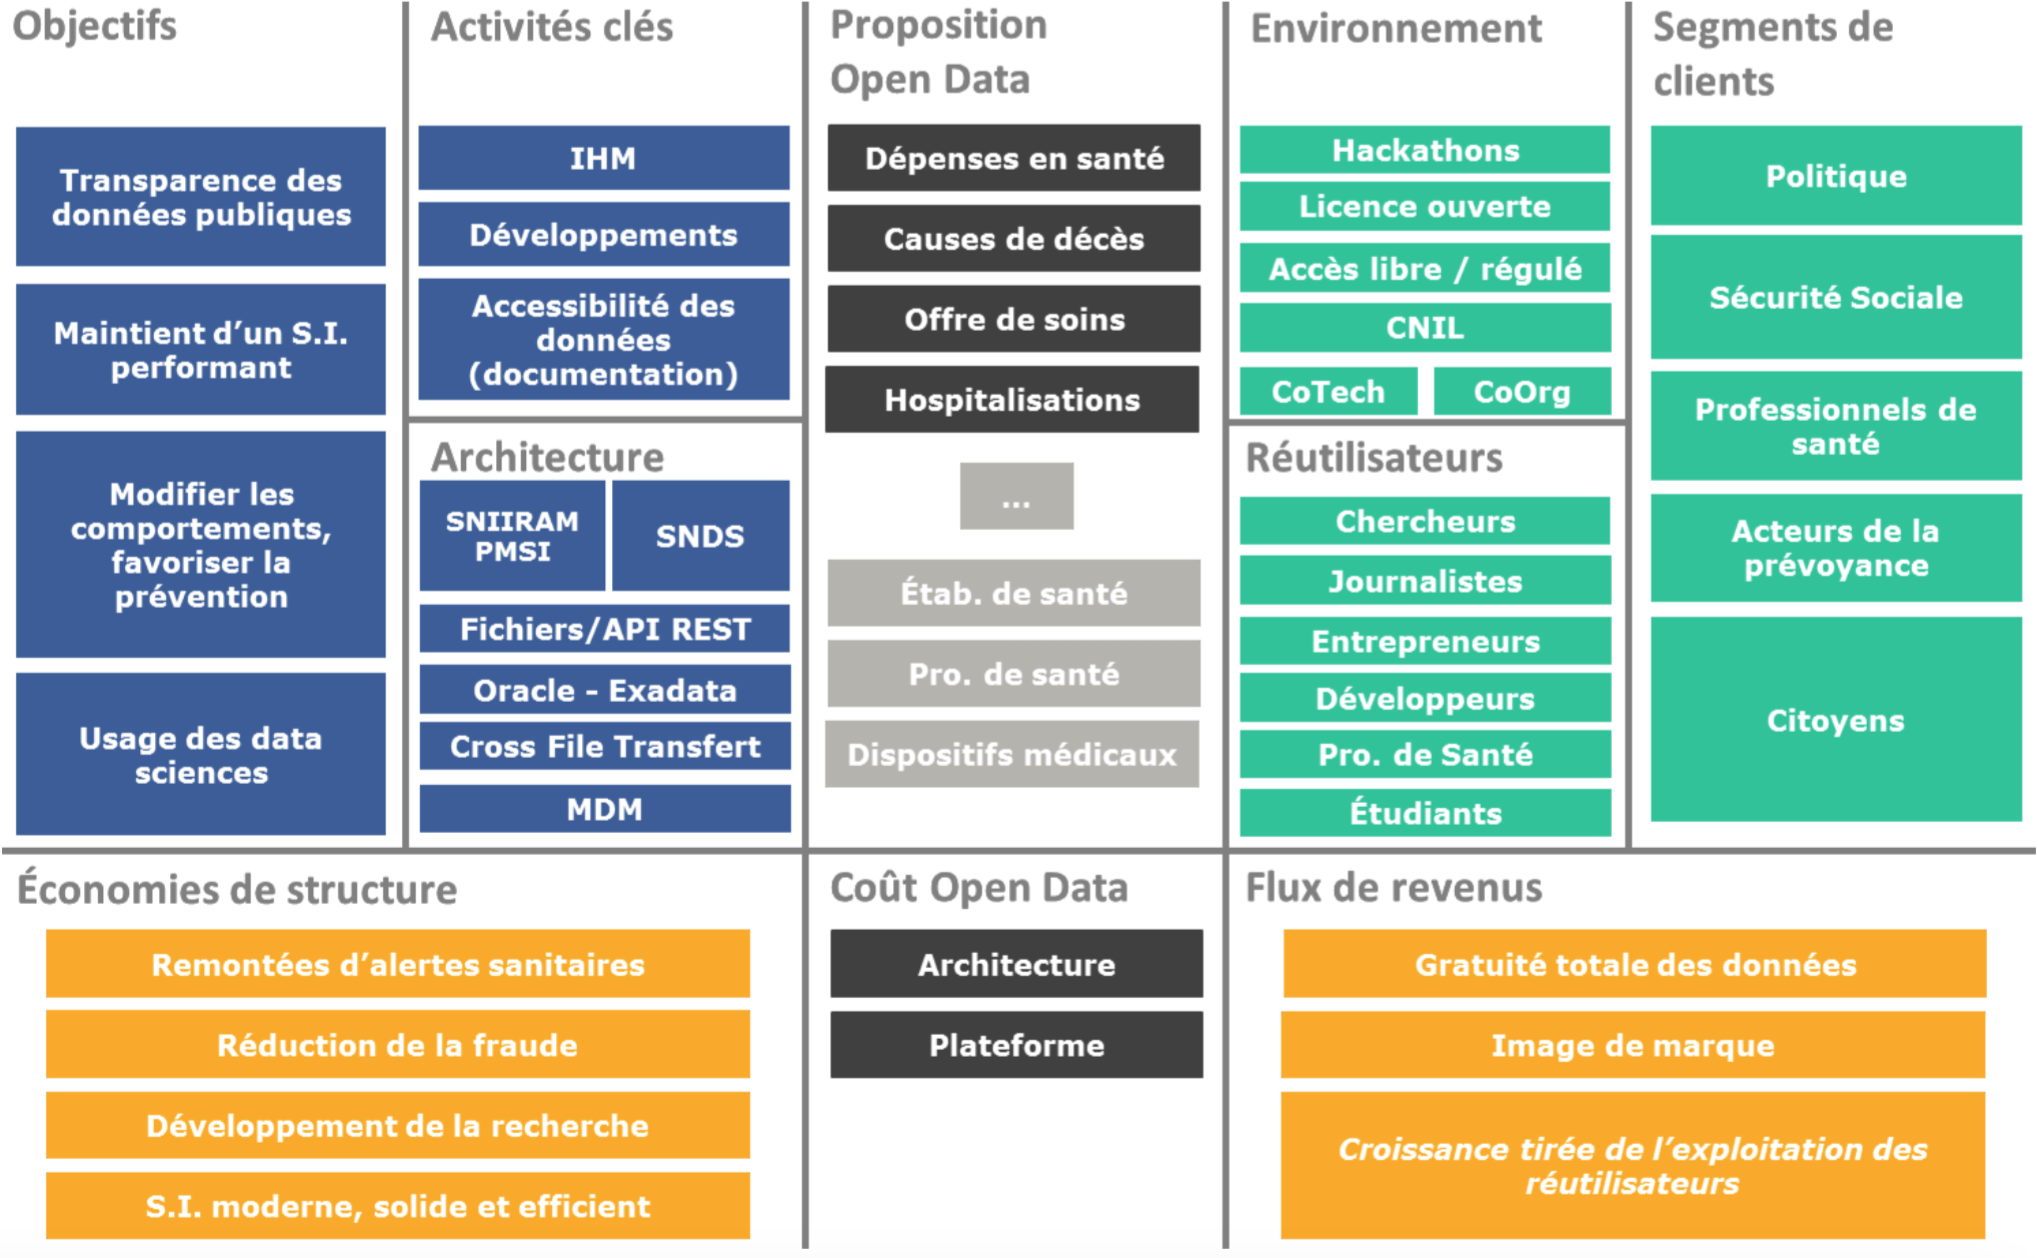 Objectifs
Transparence des
données publiques
Maintient d’un S.I.
performant
Modifier les
comportements,
favoriser la
prévention
Usage des data
sciences
Activités clés
IHM
Développements
Accessibilité des
données
(documentation)
Architecture
SNIIRAM
PMSI
SNDS
Fichiers/API REST
Oracle - Exadata
Cross File Transfert
MDM
Proposition
Open Data
Dépenses en santé
Causes de décès
Offre de soins
Hospitalisations
...
Étab. de santé
Pro. de santé
Dispositifs médicaux
Environnement
Hackathons
Licence ouverte
Accès libre / régulé
CNIL
CoTech
CoOrg
Réutilisateurs
Chercheurs
Journalistes
Entrepreneurs
Développeurs
Pro. de Santé
Étudiants
Segments de
clients
Politique
Sécurité Sociale
Professionnels de
santé
Acteurs de la
prévoyance
Citoyens
Économies de structure
Remontées d’alertes sanitaires
Réduction de la fraude
Développement de la recherche
S.I. moderne, solide et efficient
Coût Open Data
Architecture
Plateforme
Flux de revenus
Gratuité totale des données
Image de marque
Croissance tirée de l’exploitation des
réutilisateurs